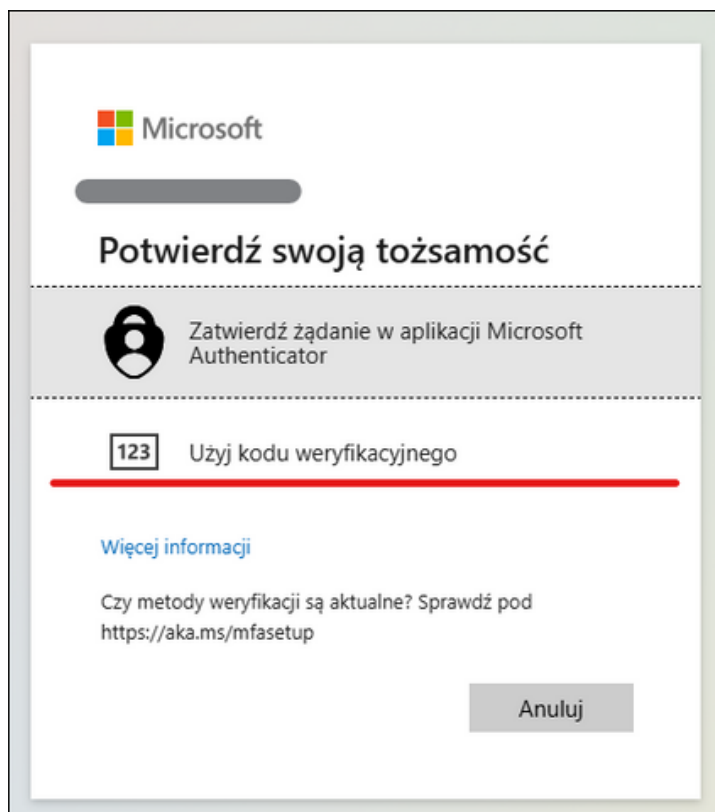 Microsoft
Potwierdź swoją tożsamość
Zatwierdź żądanie w aplikacji Microsoft
Authenticator
123 Użyj kodu weryfikacyjnego
Więcej informacji
Czy metody weryfikacji są aktualne? Sprawdź pod
https://aka.ms/mfasetup
Anuluj